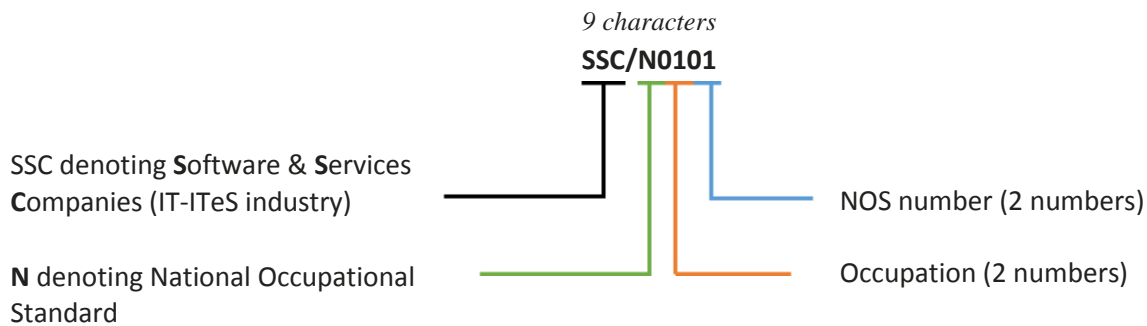 9 characters
SSC/N0101
SSC denoting Software & Services
Companies (IT-ITeS industry)
NOS number (2 numbers)
N denoting National Occupational
Standard
Occupation (2 numbers)